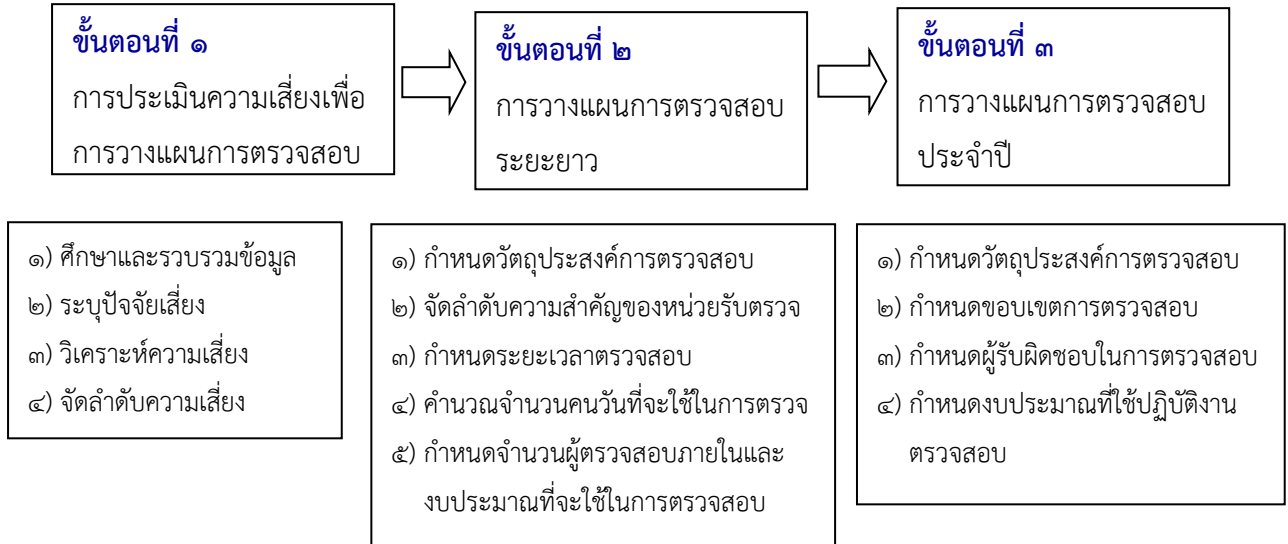 ขั้นตอนที่ ๑
การประเมินความเสี่ยงเพื่อ
การวางแผนการตรวจสอบ
ขั้นตอนที่ ๒
การวางแผนการตรวจสอบ
ระยะยาว
ขั้นตอนที่ ๓
การวางแผนการตรวจสอบ
ประจำปี
๑) ศึกษาและรวบรวมข้อมูล
๒) ระบุปัจจัยเสี่ยง
๓) วิเคราะห์ความเสี่ยง
๔) จัดลำดับความเสี่ยง
๑) กำหนดวัตถุประสงค์การตรวจสอบ
๒) จัดลำดับความสำคัญของหน่วยรับตรวจ
๓) กำหนดระยะเวลาตรวจสอบ
๔) คำนวณจำนวนคนวันที่จะใช้ในการตรวจ
๕) กำหนดจำนวนผู้ตรวจสอบภายในและ
งบประมาณที่จะใช้ในการตรวจสอบ
๑) กำหนดวัตถุประสงค์การตรวจสอบ
๒) กำหนดขอบเขตการตรวจสอบ
๓) กำหนดผู้รับผิดชอบในการตรวจสอบ
๔) กำหนดงบประมาณที่ใช้ปฏิบัติงาน
ตรวจสอบ